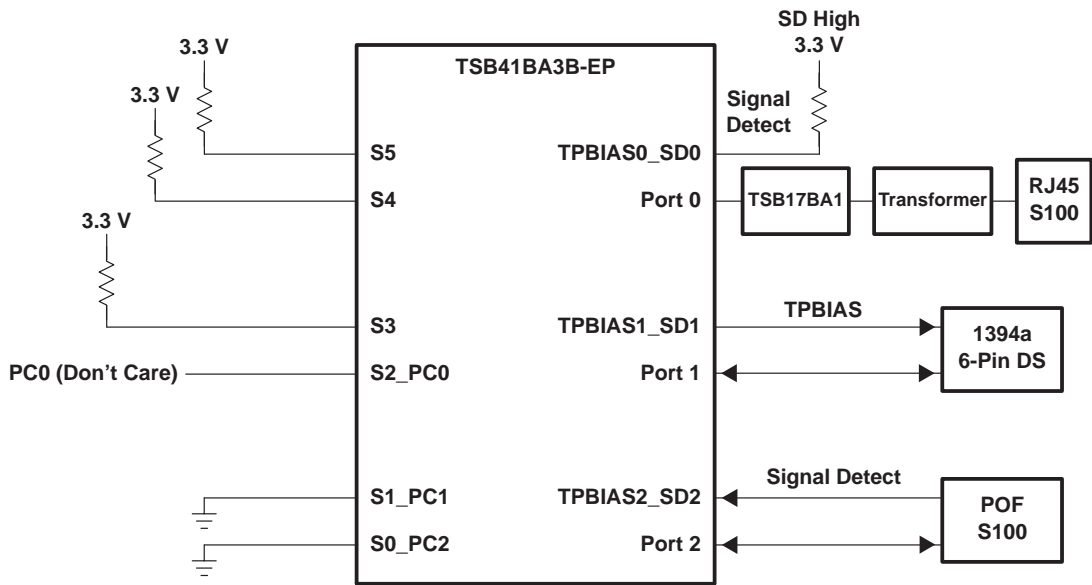 SD High
3.3 V
3.3 V
TSB41BA3B-EP
3.3 V
Signal
Detect
S5
TPBIAS0_SD0
S4
Port 0
TSB17BA1
Transformer
RJ45
S100
3.3 V
S3
TPBIAS1_SD1
TPBIAS
1394a
6-Pin DS
PC0 (Don’t Care)
S2_PC0
Port 1
S1_PC1
TPBIAS2_SD2
Signal Detect
POF
S100
S0_PC2
Port 2